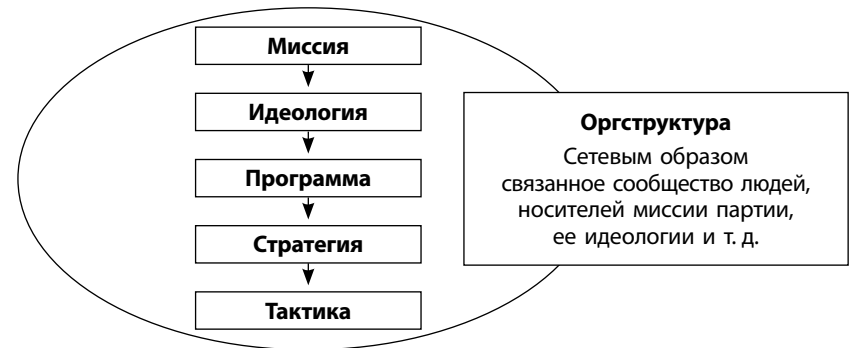 Миссия
Идеология
Программа
Стратегия
Тактика
Оргструктура
Сетевым образом
связанное сообщество людей,
носителей миссии партии,
ее идеологии и т. д.